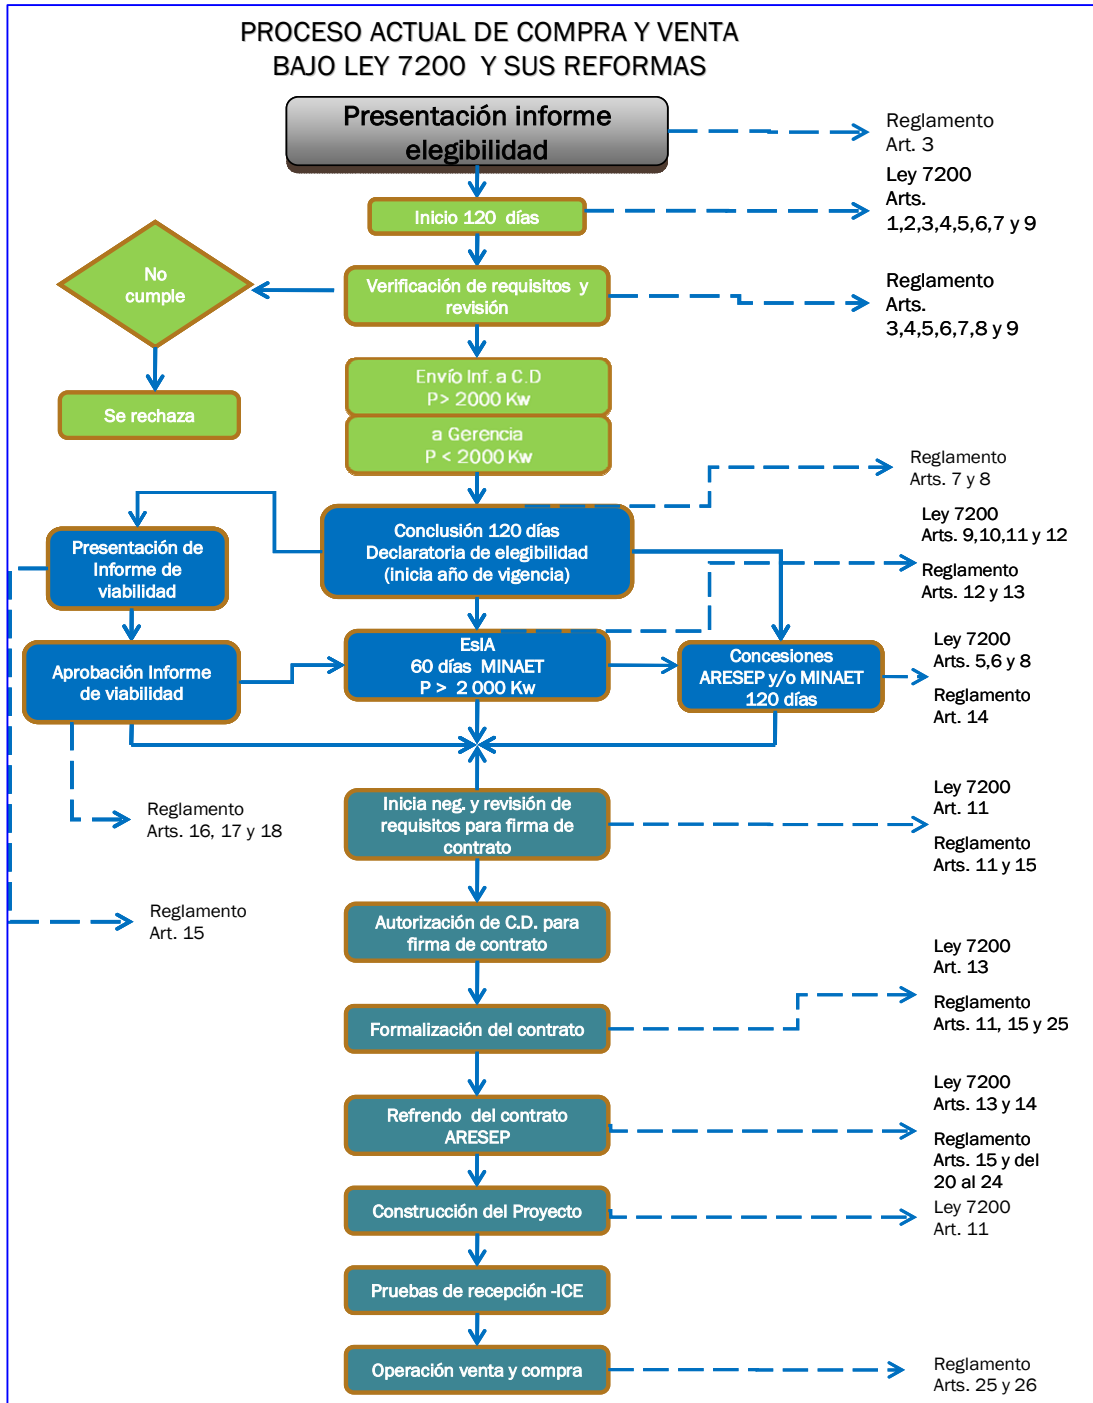 PROCESO ACTUAL DE COMPRA Y VENTA
BAJO LEY 7200 Y SUS REFORMAS
Presentación informe
elegibilidad
Reglamento
Art. 3
Inicio 120 días
Ley 7200
Arts.
1,2,3,4,5,6,7 y 9
No
cumple
Verificación de requisitos y
revisión
Reglamento
Arts.
3,4,5,6,7,8 y 9
Se rechaza
Envío Inf. a C.D
P> 2000 Kw
a Gerencia
P < 2000 Kw
Reglamento
Arts. 7 y 8
Conclusión 120 días
Declaratoria de elegibilidad
(inicia año de vigencia)
Presentación de
Informe de
viabilidad
Ley 7200
Arts. 9,10,11 y 12
Reglamento
Arts. 12 y 13
Aprobación Informe
de viabilidad
EsIA
60 días MINAET
P > 2 000 Kw
Concesiones
ARESEP y/o MINAET
120 días
Ley 7200
Arts. 5,6 y 8
Reglamento
Art. 14
Reglamento
Arts. 16, 17 y 18
Inicia neg. y revisión de
requisitos para firma de
contrato
Ley 7200
Art. 11
Reglamento
Arts. 11 y 15
Reglamento
Art. 15
Autorización de C.D. para
firma de contrato
Formalización del contrato
Ley 7200
Art. 13
Reglamento
Arts. 11, 15 y 25
Refrendo del contrato
ARESEP
Ley 7200
Arts. 13 y 14
Reglamento
Arts. 15 y del
20 al 24
Construcción del Proyecto
Ley 7200
Art. 11
Pruebas de recepción -ICE
Operación venta y compra
Reglamento
Arts. 25 y 26